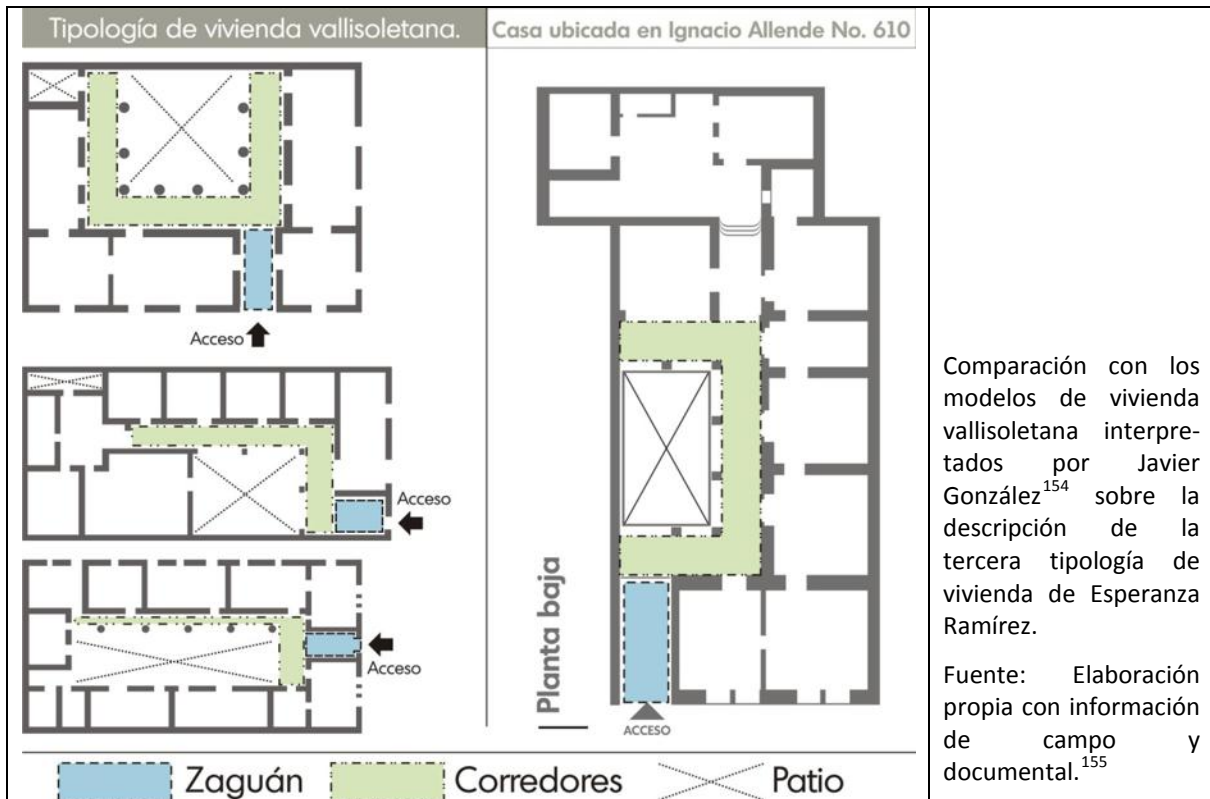 Tipología de vivienda vallisoletana.
Casa ubicada en Ignacio Allende No. 610
Acceso
Acceso
Acceso
Planta baja
ACCESO
Zaguán
Corredores
Patio
Comparación con los
modelos de vivienda
vallisoletana interpre-
tados por Javier
González154 sobre la
descripción de la
tercera tipología de
vivienda de Esperanza
Ramírez.
Fuente: Elaboración
propia con información
de campo y
documental.155